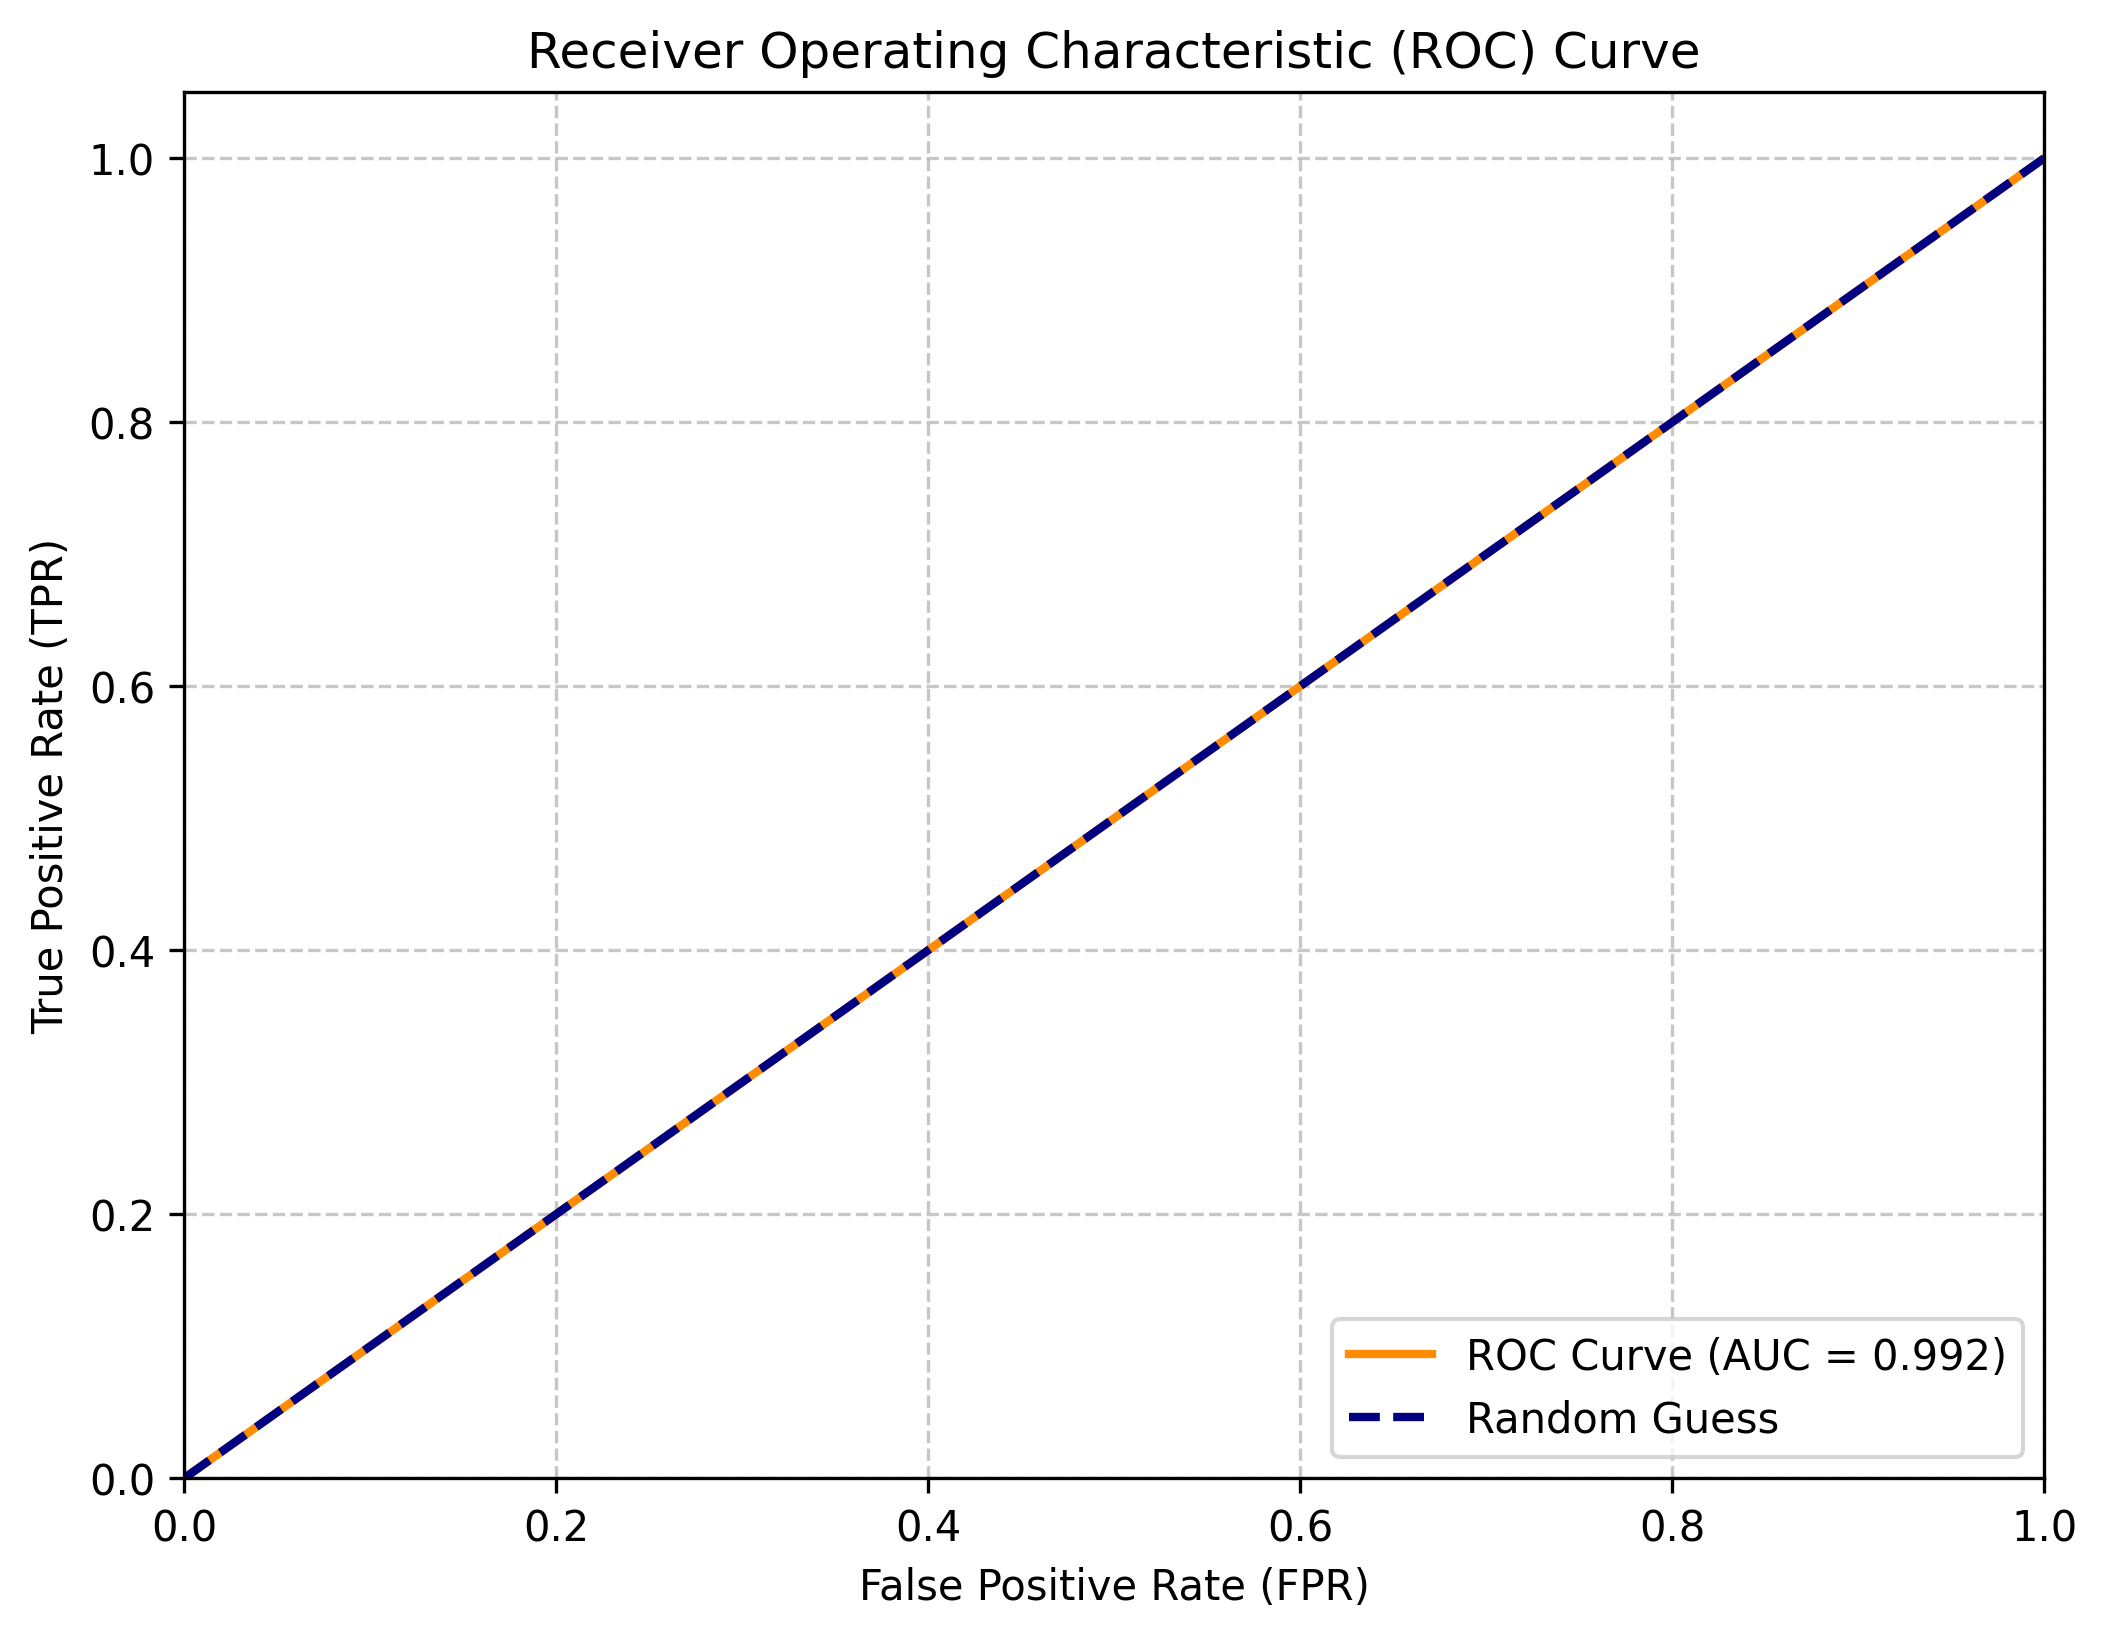 Receiver Operating Characteristic (ROC) Curve
1.0
0.8
0.6
0.4
0.2
0.0
True Positive Rate (TPR)
ROC Curve (AUC = 0.992)
Random Guess
0.0 0.2 0.4 0.6 0.8 1.0
False Positive Rate (FPR)